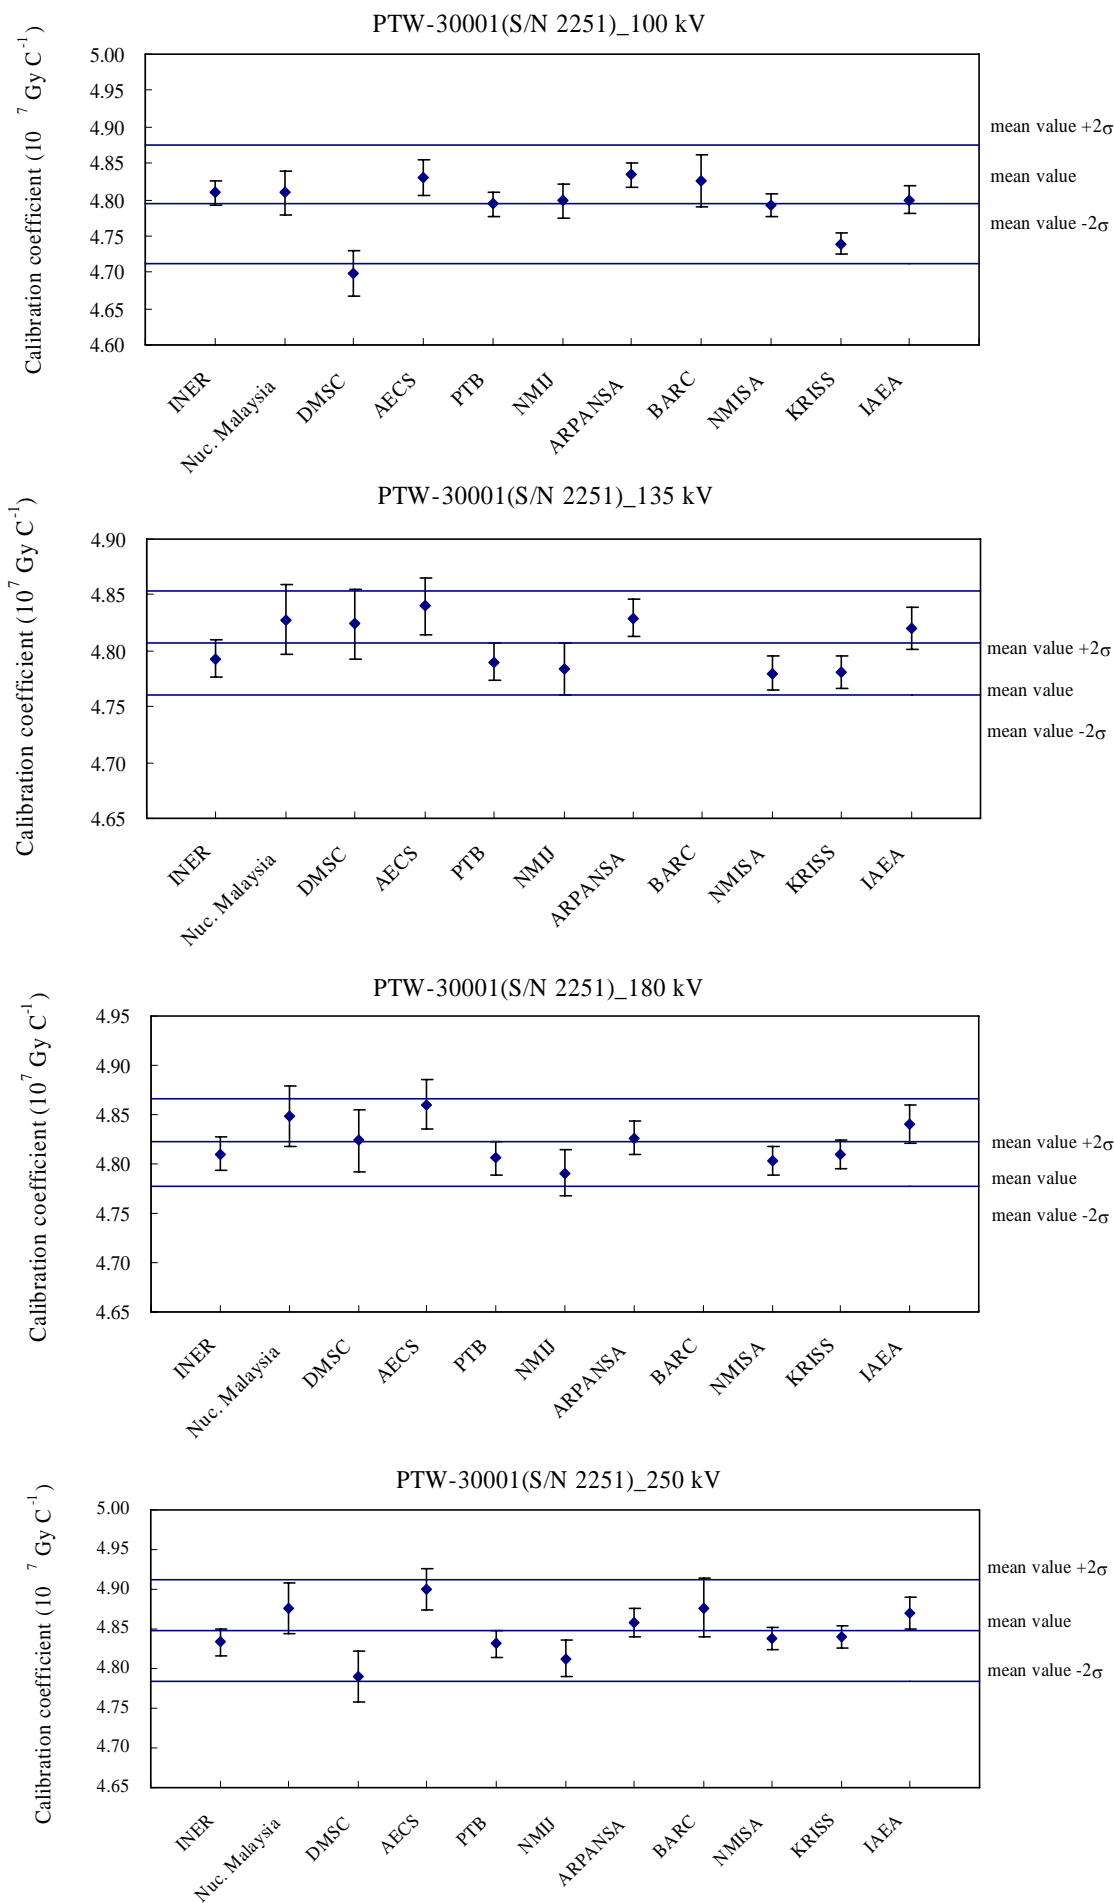 PTW-30001(S/N 2251)_100 kV
Calibration coefficient (10 7 Gy C-1)
5.00
4.95
4.90
4.85
4.80
4.75
4.70
4.65
4.60
mean value +2σ
mean value
mean value -2σ
INER
Nuc. Malaysia
DMSC
AECS
PTB
NMIJ
ARPANSA
BARC
NMISA
KRISS
IAEA
PTW-30001(S/N 2251)_135 kV
Calibration coefficient (107 Gy C-1)
4.90
4.85
4.80
4.75
4.70
4.65
mean value +2σ
mean value
mean value -2σ
INER
Nuc. Malaysia
DMSC
AECS
PTB
NMIJ
ARPANSA
BARC
NMISA
KRISS
IAEA
PTW-30001(S/N 2251)_180 kV
Calibration coefficient (107 Gy C-1)
4.95
4.90
4.85
4.80
4.75
4.70
4.65
mean value +2σ
mean value
mean value -2σ
INER
Nuc. Malaysia
DMSC
AECS
PTB
NMIJ
ARPANSA
BARC
NMISA
KRISS
IAEA
PTW-30001(S/N 2251)_250 kV
Calibration coefficient (10 7 Gy C-1)
5.00
4.95
4.90
4.85
4.80
4.75
4.70
4.65
mean value +2σ
mean value
mean value -2σ
INER
Nuc. Malaysia
DMSC
AECS
PTB
NMIJ
ARPANSA
BARC
NMISA
KRISS
IAEA